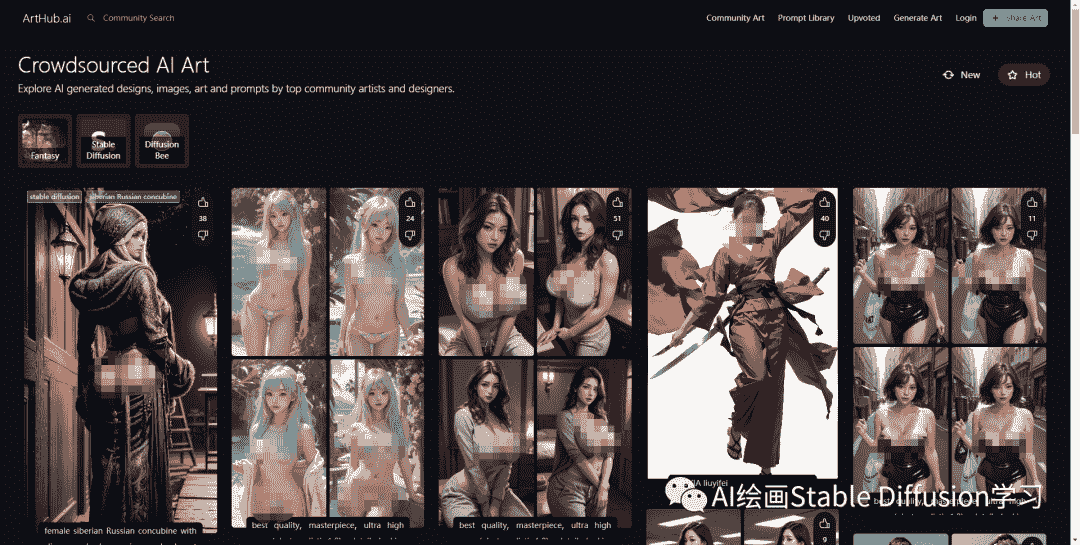 ArtHub.ai
Community Search
Community Art
Prompt Library
Upvoted
Generate Art
Login
+ Share Art
Crowdsourced AI Art
Explore AI generated designs, images, art and prompts by top community artists and designers.
New
Hot
Fantasy
Stable
Diffusion
Diffusion
Bee
stable diffusion
siberian Russian concubine
38
24
51
40
11
liuyifei
AI绘画Stable Diffusion学习
best quality, masterpiece, ultra high
best quality, masterpiece, ultra high
female siberian Russian concubine with
9